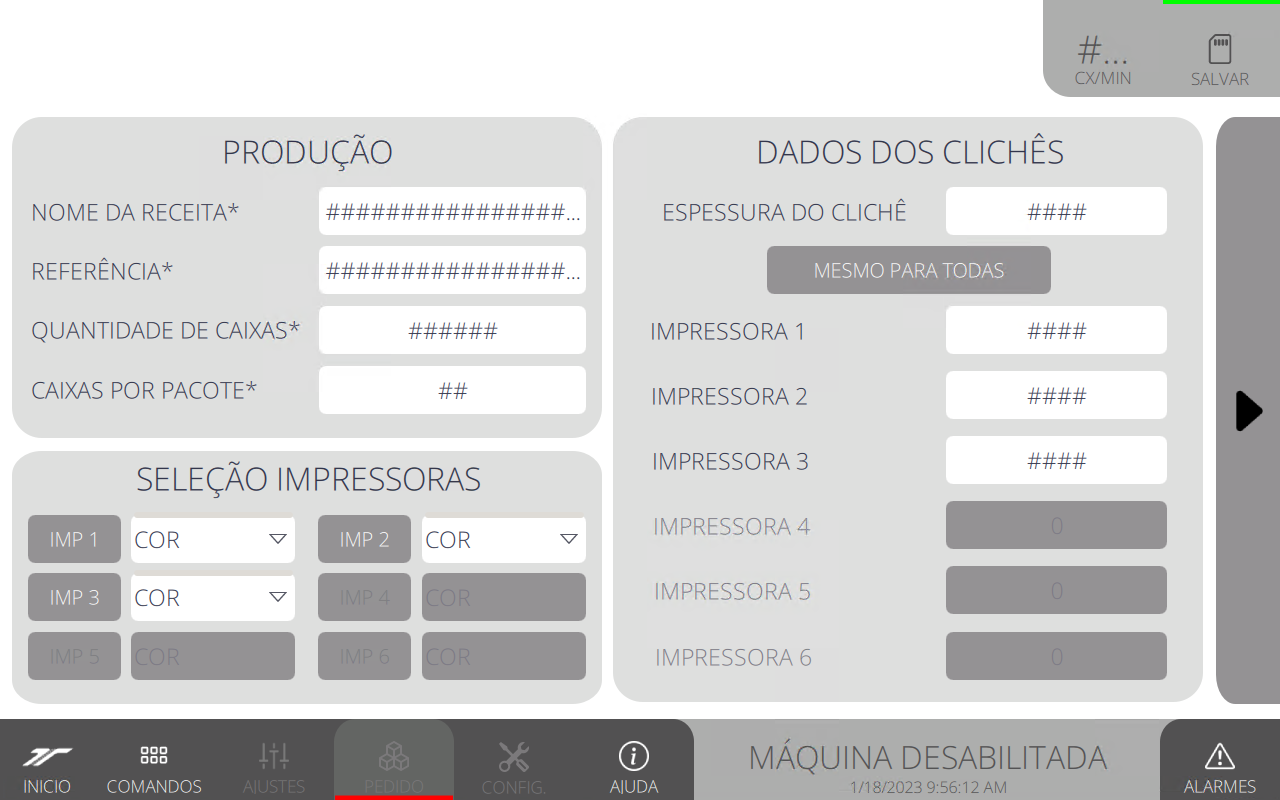 #...
CX/MIN
SALVAR
PRODUÇÃO
NOME DA RECEITA* ################...
REFERÊNCIA* ################...
QUANTIDADE DE CAIXAS* ######
CAIXAS POR PACOTE* ##
SELEÇÃO IMPRESSORAS
IMP 1 COR IMP 2 COR
IMP 3 COR IMP 4 COR
IMP 5 COR IMP 6 COR
DADOS DOS CLICHÊS
ESPESSURA DO CLICHÊ ####
MESMO PARA TODAS
IMPRESSORA 1 ####
IMPRESSORA 2 ####
IMPRESSORA 3 ####
IMPRESSORA 4 0
IMPRESSORA 5 0
IMPRESSORA 6 0
INICIO COMANDOS AJUSTES PEDIDO CONFIG. AJUDA
MÁQUINA DESABILITADA
1/18/2023 9:56:12 AM
ALARMES